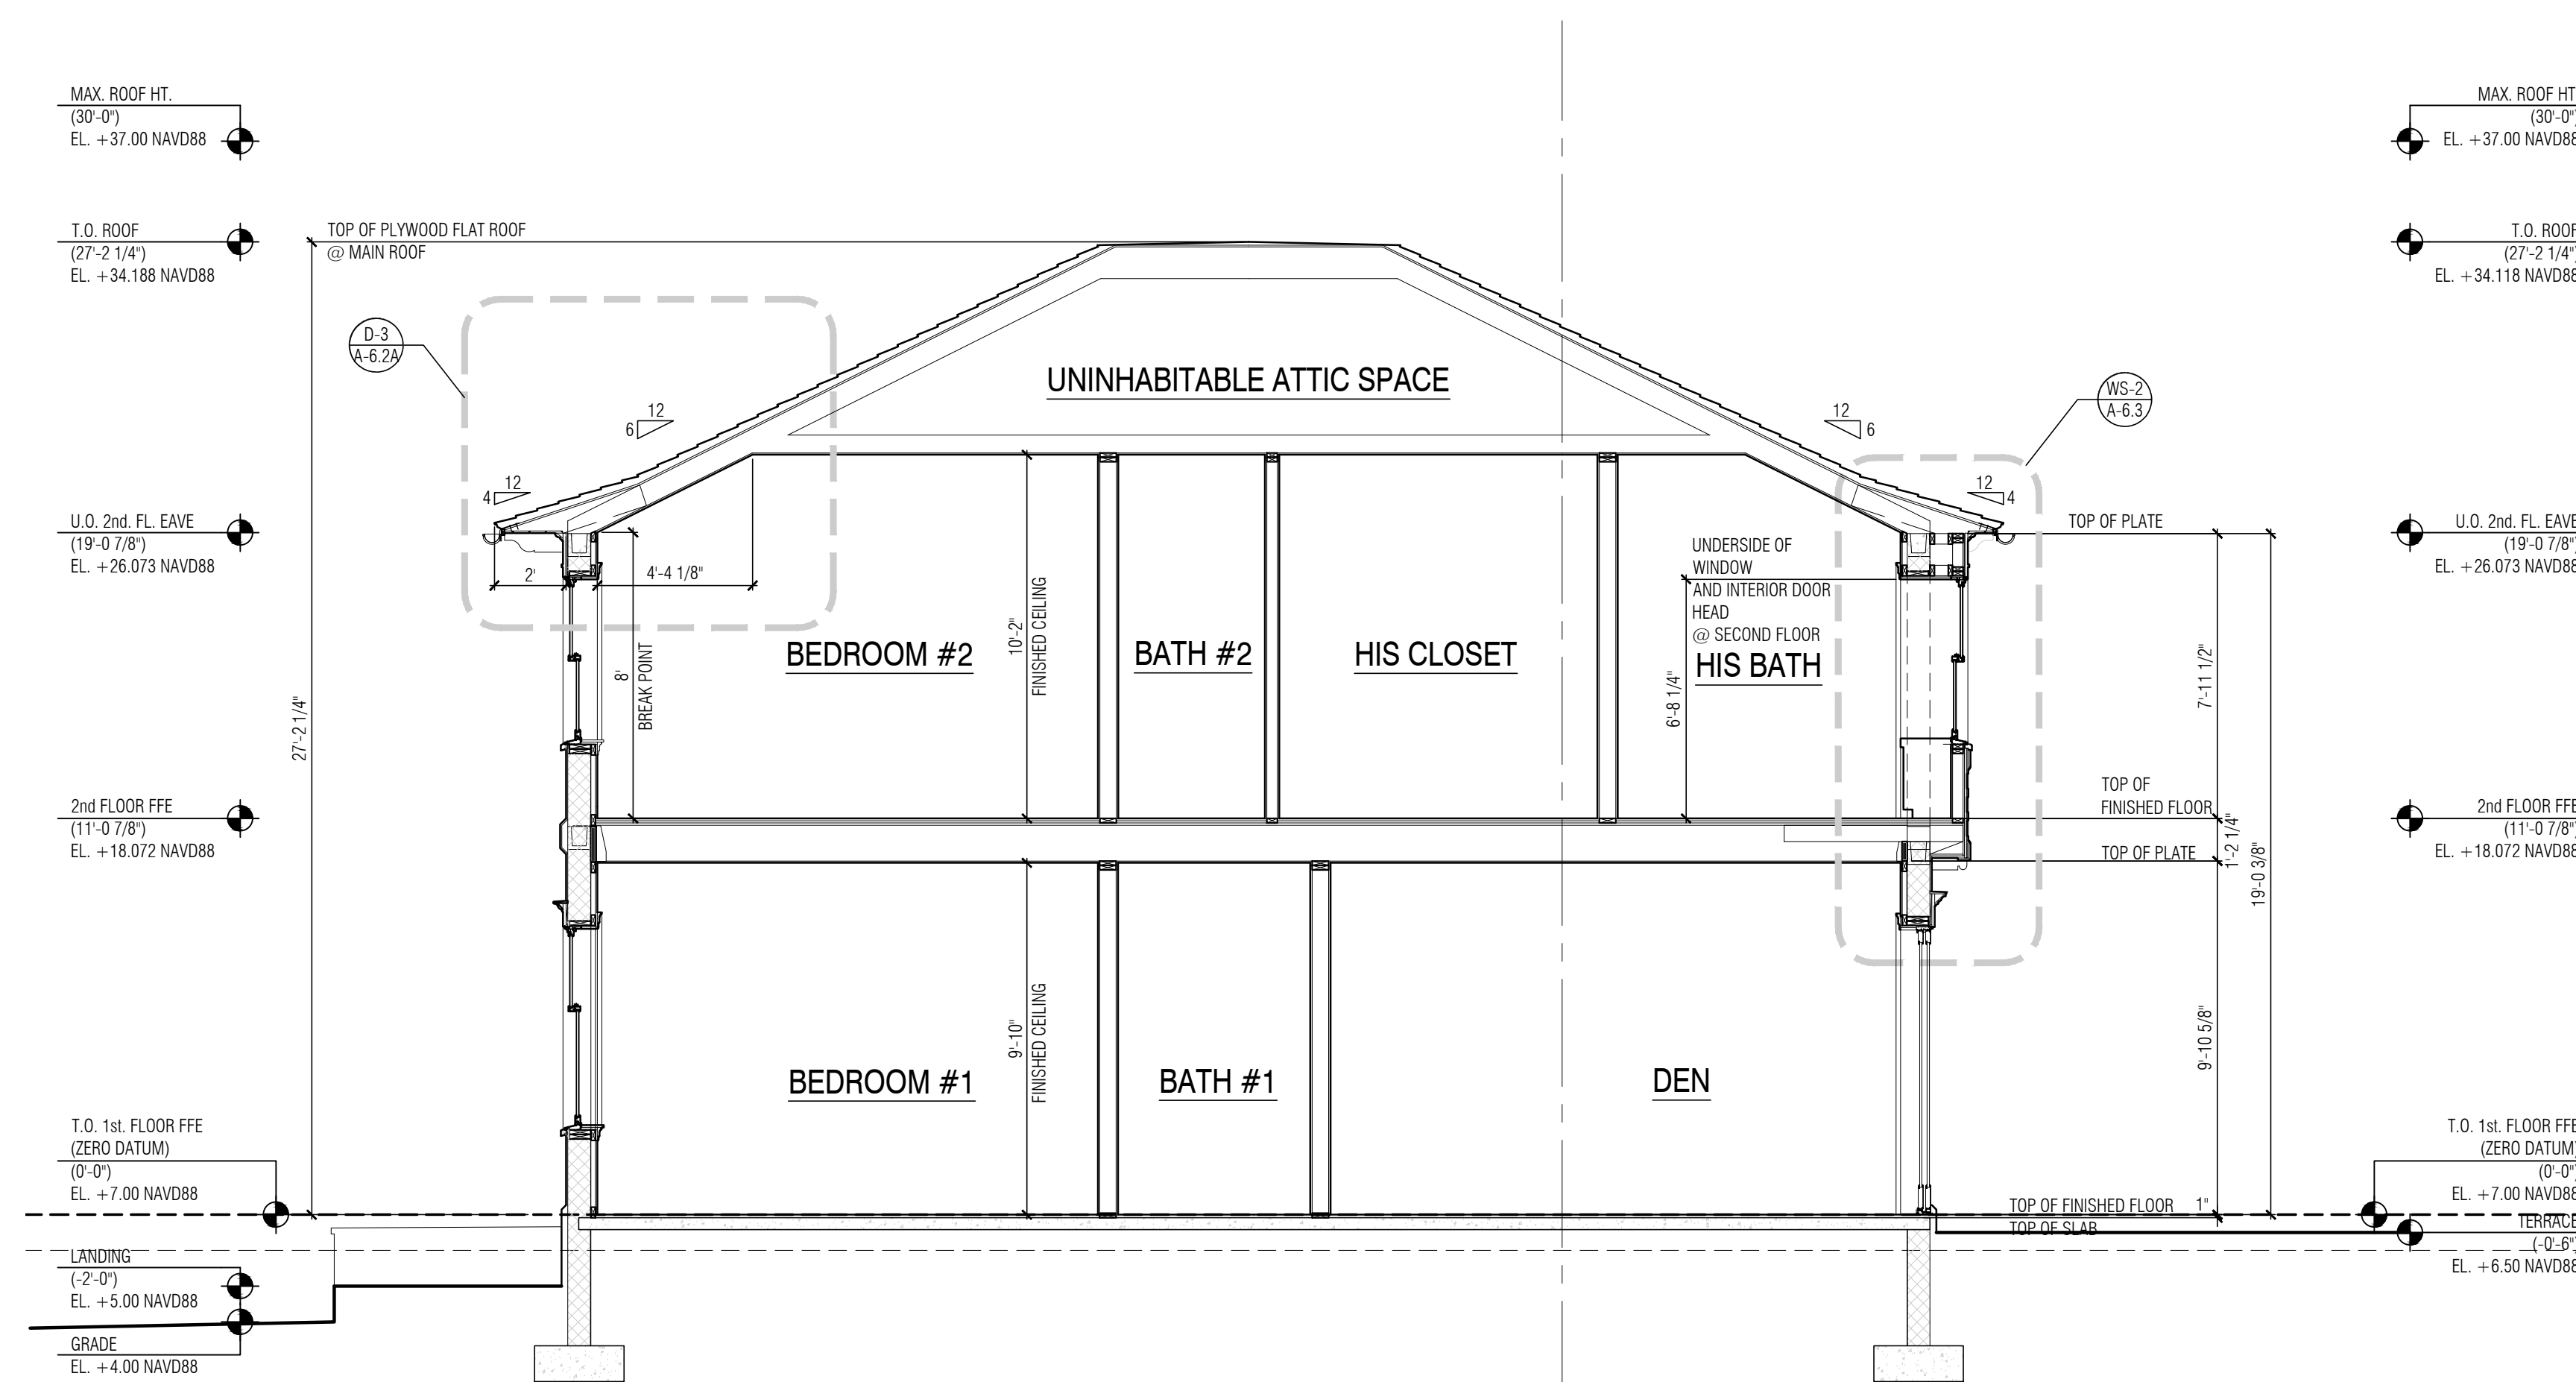 MAX. ROOF HT.
(30'-0")
EL. +37.00 NAVD88
T.O. ROOF
(27'-2 1/4")
EL. +34.188 NAVD88
U.O. 2nd. FL. EAVE
(19'-0 7/8")
EL. +26.073 NAVD88
2nd FLOOR FFE
(11'-0 7/8")
EL. +18.072 NAVD88
T.O. 1st. FLOOR FFE
(ZERO DATUM)
(0'-0")
EL. +7.00 NAVD88
LANDING
(-2'-0")
EL. +5.00 NAVD88
GRADE
EL. +4.00 NAVD88
TOP OF PLYWOOD FLAT ROOF
@ MAIN ROOF
27'-2 1/4"
D-3
A-6.2A
12
6
12
4
2'
4'-4 1/8"
8'
BREAK POINT
UNINHABITABLE ATTIC SPACE
10'-2"
FINISHED CEILING
BEDROOM #2
BATH #2
HIS CLOSET
UNDERSIDE OF
WINDOW
AND INTERIOR DOOR
HEAD
@ SECOND FLOOR
HIS BATH
6'-8 1/4"
9'-10"
FINISHED CEILING
BEDROOM #1
BATH #1
DEN
12
6
12
4
WS-2
A-6.3
TOP OF PLATE
7'-11 1/2"
TOP OF
FINISHED FLOOR
1'-2 1/4"
TOP OF PLATE
19'-0 3/8"
9'-10 5/8"
TOP OF FINISHED FLOOR
1"
TOP OF SLAB
MAX. ROOF HT
(30'-0")
EL. +37.00 NAVD88
T.O. ROOF
(27'-2 1/4")
EL. +34.118 NAVD88
U.O. 2nd. FL. EAVE
(19'-0 7/8")
EL. +26.073 NAVD88
2nd FLOOR FFE
(11'-0 7/8")
EL. +18.072 NAVD88
T.O. 1st. FLOOR FFE
(ZERO DATUM)
(0'-0")
EL. +7.00 NAVD88
TERRACE
(-0'-6")
EL. +6.50 NAVD88